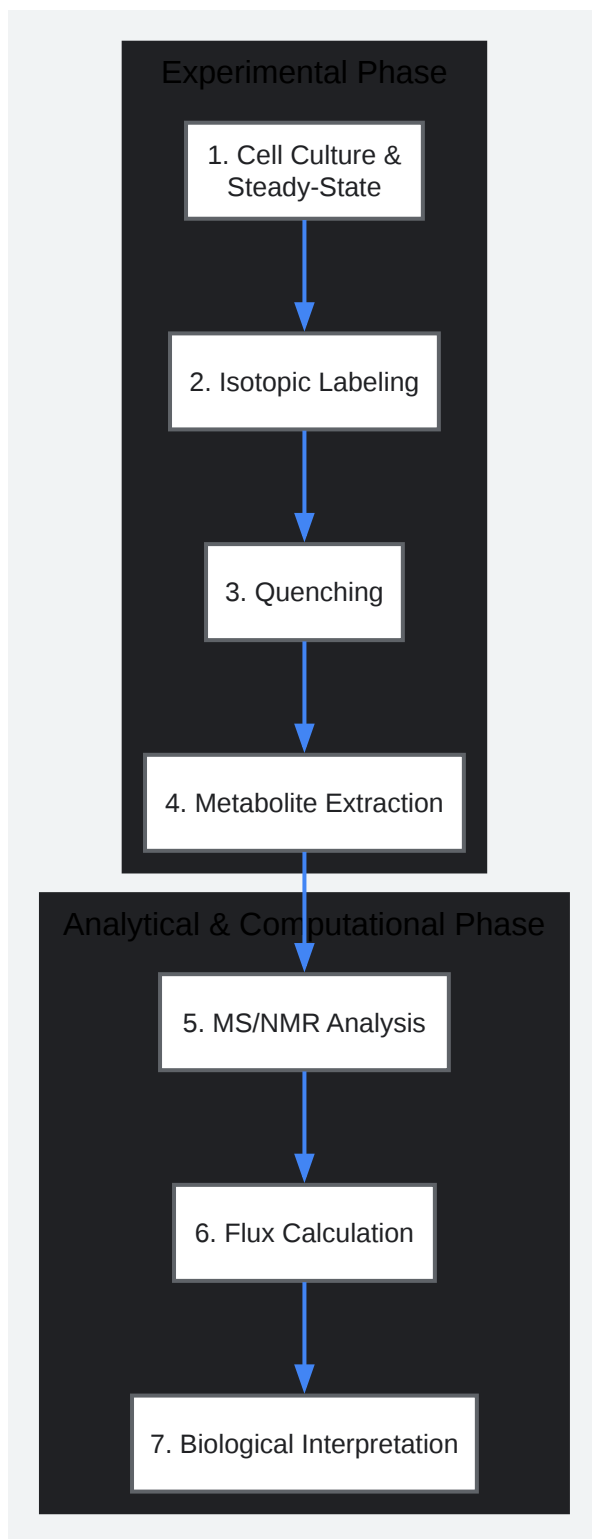 Experimental Phase
1. Cell Culture &
Steady-State
2. Isotopic Labeling
3. Quenching
4. Metabolite Extraction
Analytical & Computational Phase
5. MS/NMR Analysis
6. Flux Calculation
7. Biological Interpretation